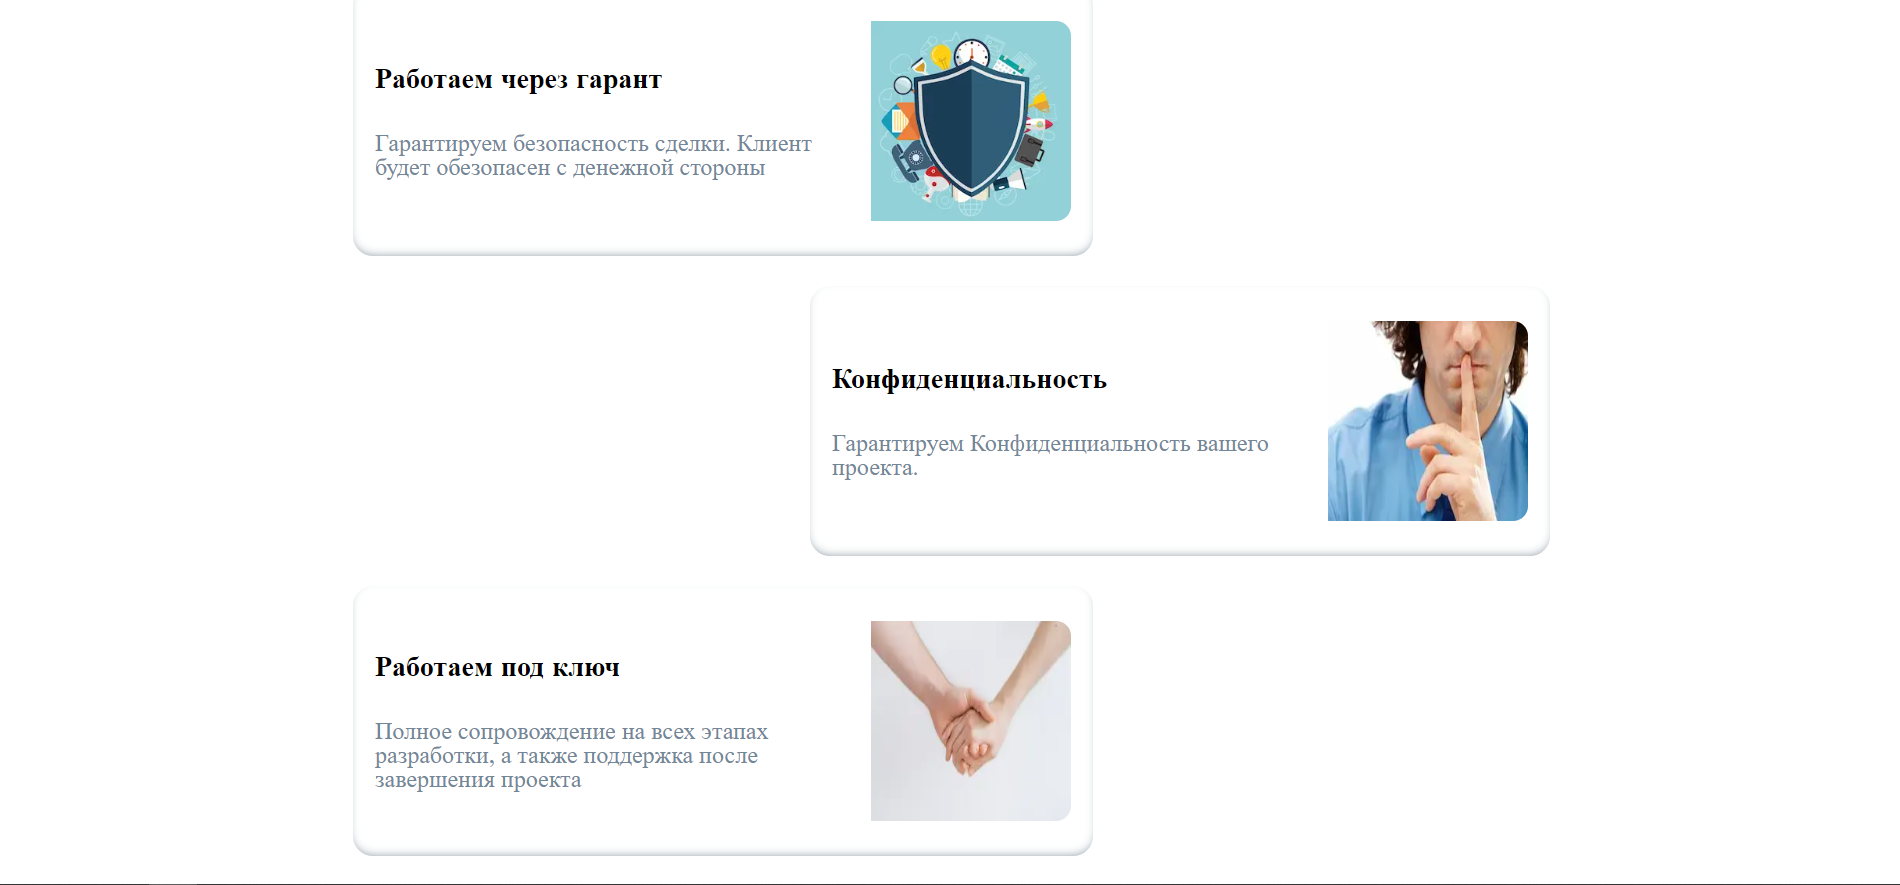 Работаем через гарант
Гарантируем безопасность сделки. Клиент
будет обезопасен с денежной стороны
Конфиденциальность
Гарантируем Конфиденциальность вашего
проекта.
Работаем под ключ
Полное сопровождение на всех этапах
разработки, а также поддержка после
завершения проекта